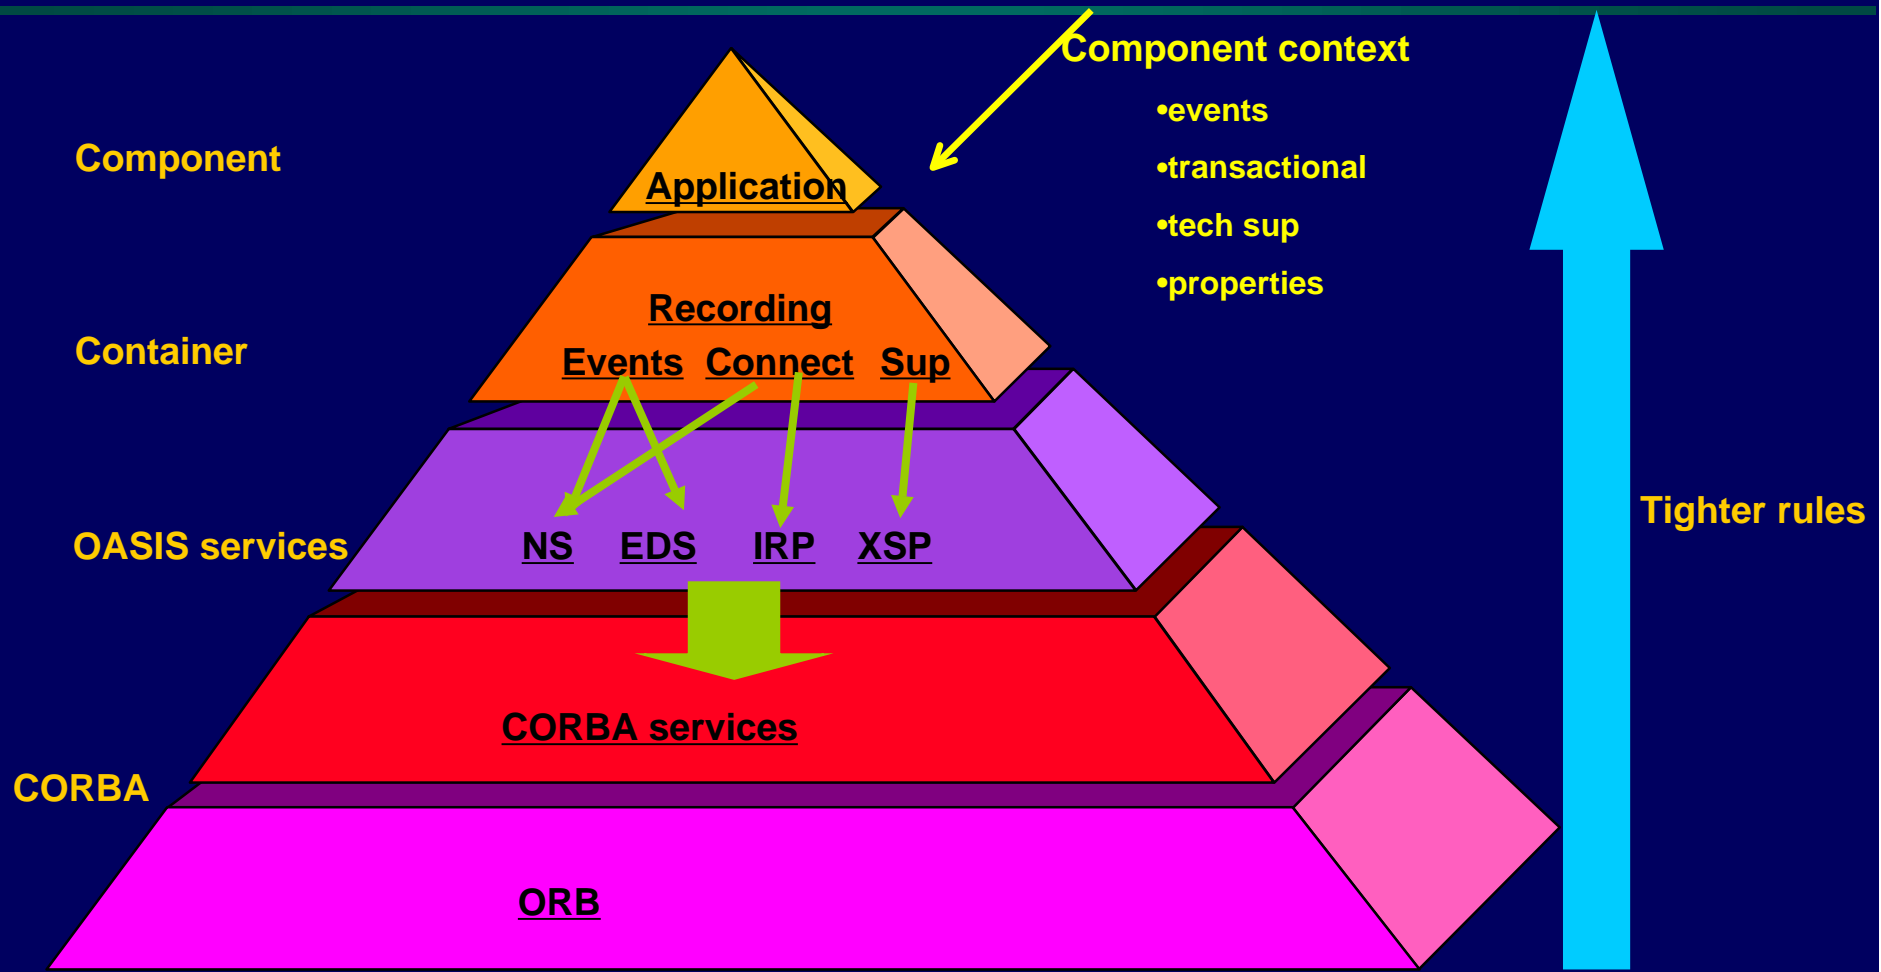 Component context
•events
•transactional
•tech sup
•properties
Component
Application
Recording
Container
Events Connect Sup
Tighter rules
OASIS services
NS EDS IRP XSP
CORBA services
CORBA
ORB